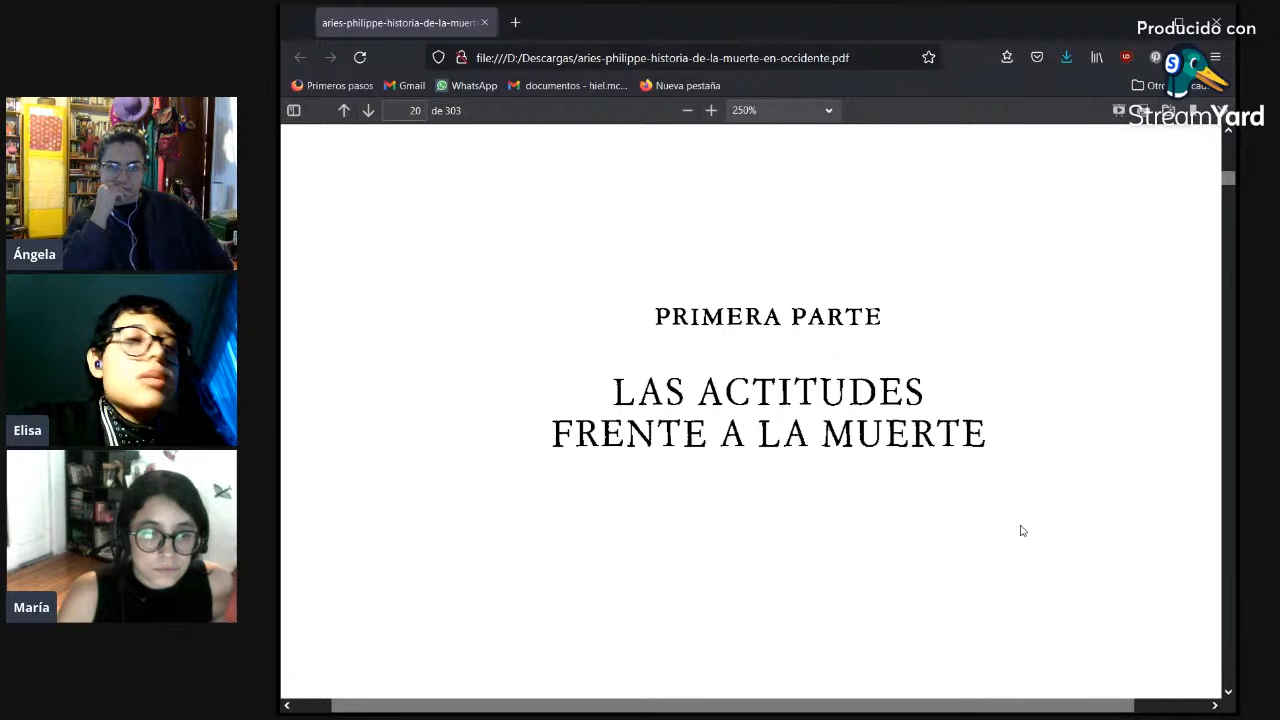 aries-philippe-historia-de-la-muert
Producido con
file:///D:/Descargas/aries-philippe-historia-de-la-muerte-en-occidente.pdf
Primeros pasos
Gmail
WhatsApp
documentos - hiel.mc...
Nueva pestaña
StreamYard
20 de 303
250%
PRIMERA PARTE
LAS ACTITUDES
FRENTE A LA MUERTE
Ángela
Elisa
María